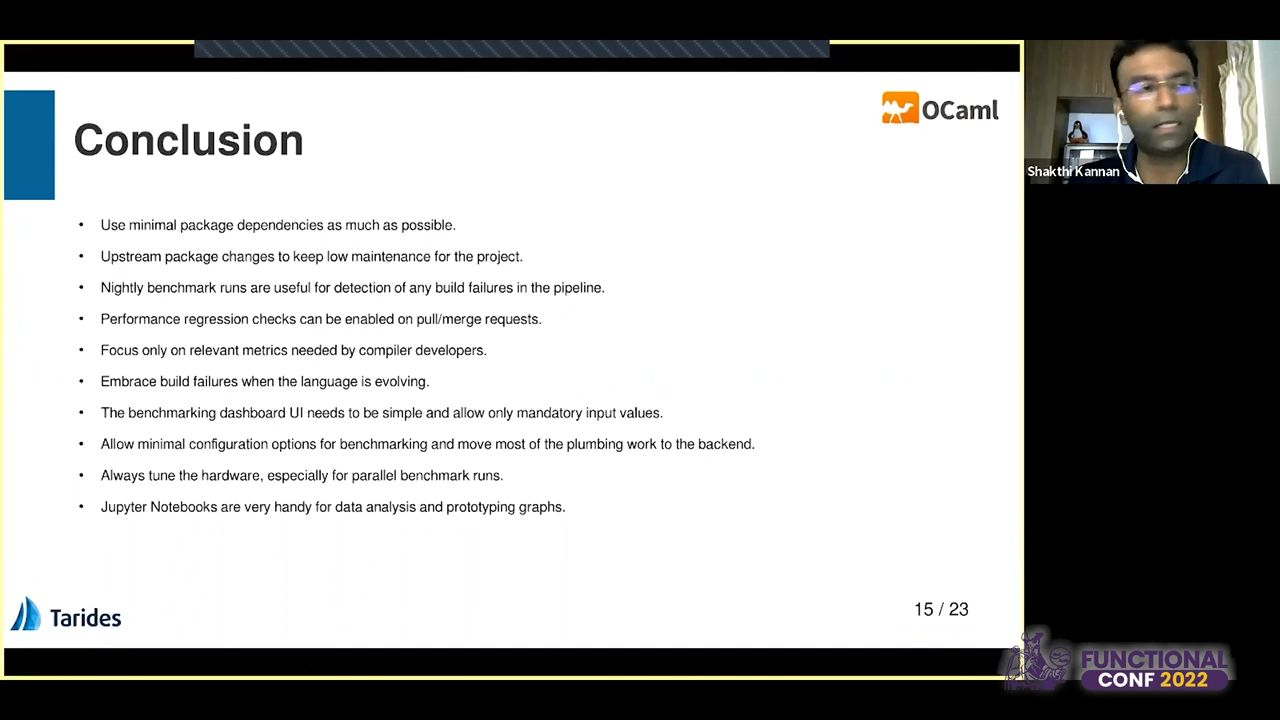 Conclusion
OCaml
Shakthi Kannan
• Use minimal package dependencies as much as possible.
• Upstream package changes to keep low maintenance for the project.
• Nightly benchmark runs are useful for detection of any build failures in the pipeline.
• Performance regression checks can be enabled on pull/merge requests.
• Focus only on relevant metrics needed by compiler developers.
• Embrace build failures when the language is evolving.
• The benchmarking dashboard UI needs to be simple and allow only mandatory input values.
• Allow minimal configuration options for benchmarking and move most of the plumbing work to the backend.
• Always tune the hardware, especially for parallel benchmark runs.
• Jupyter Notebooks are very handy for data analysis and prototyping graphs.
Tarides
15 / 23
FUNCTIONAL
CONF 2022